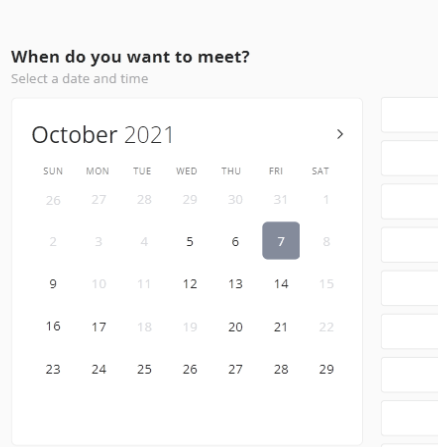 When do you want to meet?
Select a date and time
October 2021
SUN MON TUE WED THU FRI SAT
26 27 28 29 30 31 1
2 3 4 5 6 7 8
9 10 11 12 13 14 15
16 17 18 19 20 21 22
23 24 25 26 27 28 29